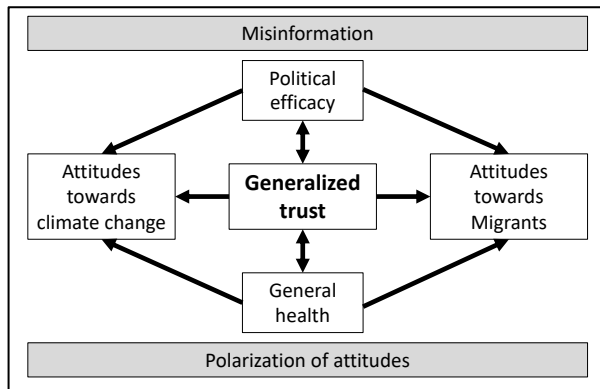 Misinformation
Political
efficacy
Attitudes
towards
climate change
Generalized
trust
Attitudes
towards
Migrants
General
health
Polarization of attitudes